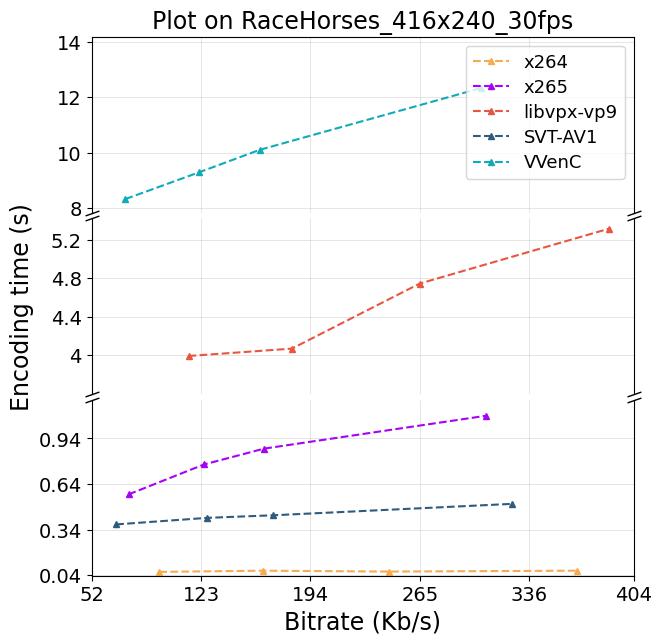 Plot on RaceHorses_416x240_30fps
14
12
10
8
x264
x265
libvpx-vp9
SVT-AV1
VVenC
5.2
4.8
4.4
4
Encoding time (s)
0.94
0.64
0.34
0.04
52 123 194 265 336 404
Bitrate (Kb/s)